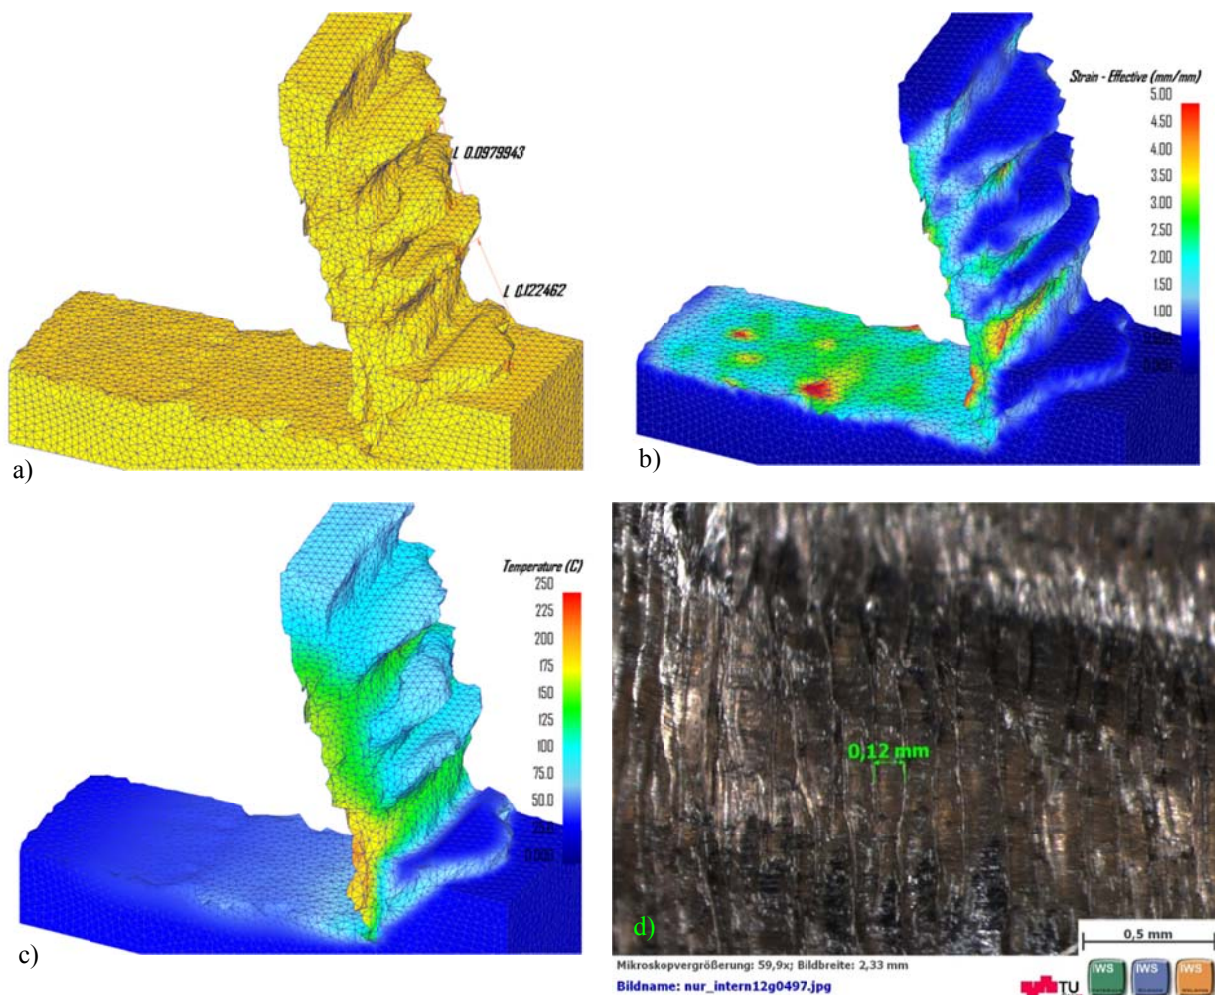 L 0.0979943
L 0.122462
a)
Strain - Effective (mm/mm)
5.00
4.50
4.00
3.50
3.00
2.50
2.00
1.50
1.00
b)
Temperature (C)
250
225
200
175
150
125
100
75.0
50.0
25.0
0.000
c)
0,12 mm
d)
0,5 mm
Mikroskopvergrößerung: 59,9x; Bildbreite: 2,33 mm
Bildname: nur_intern12g0497.jpg
TU
IWS
IWS
IWS